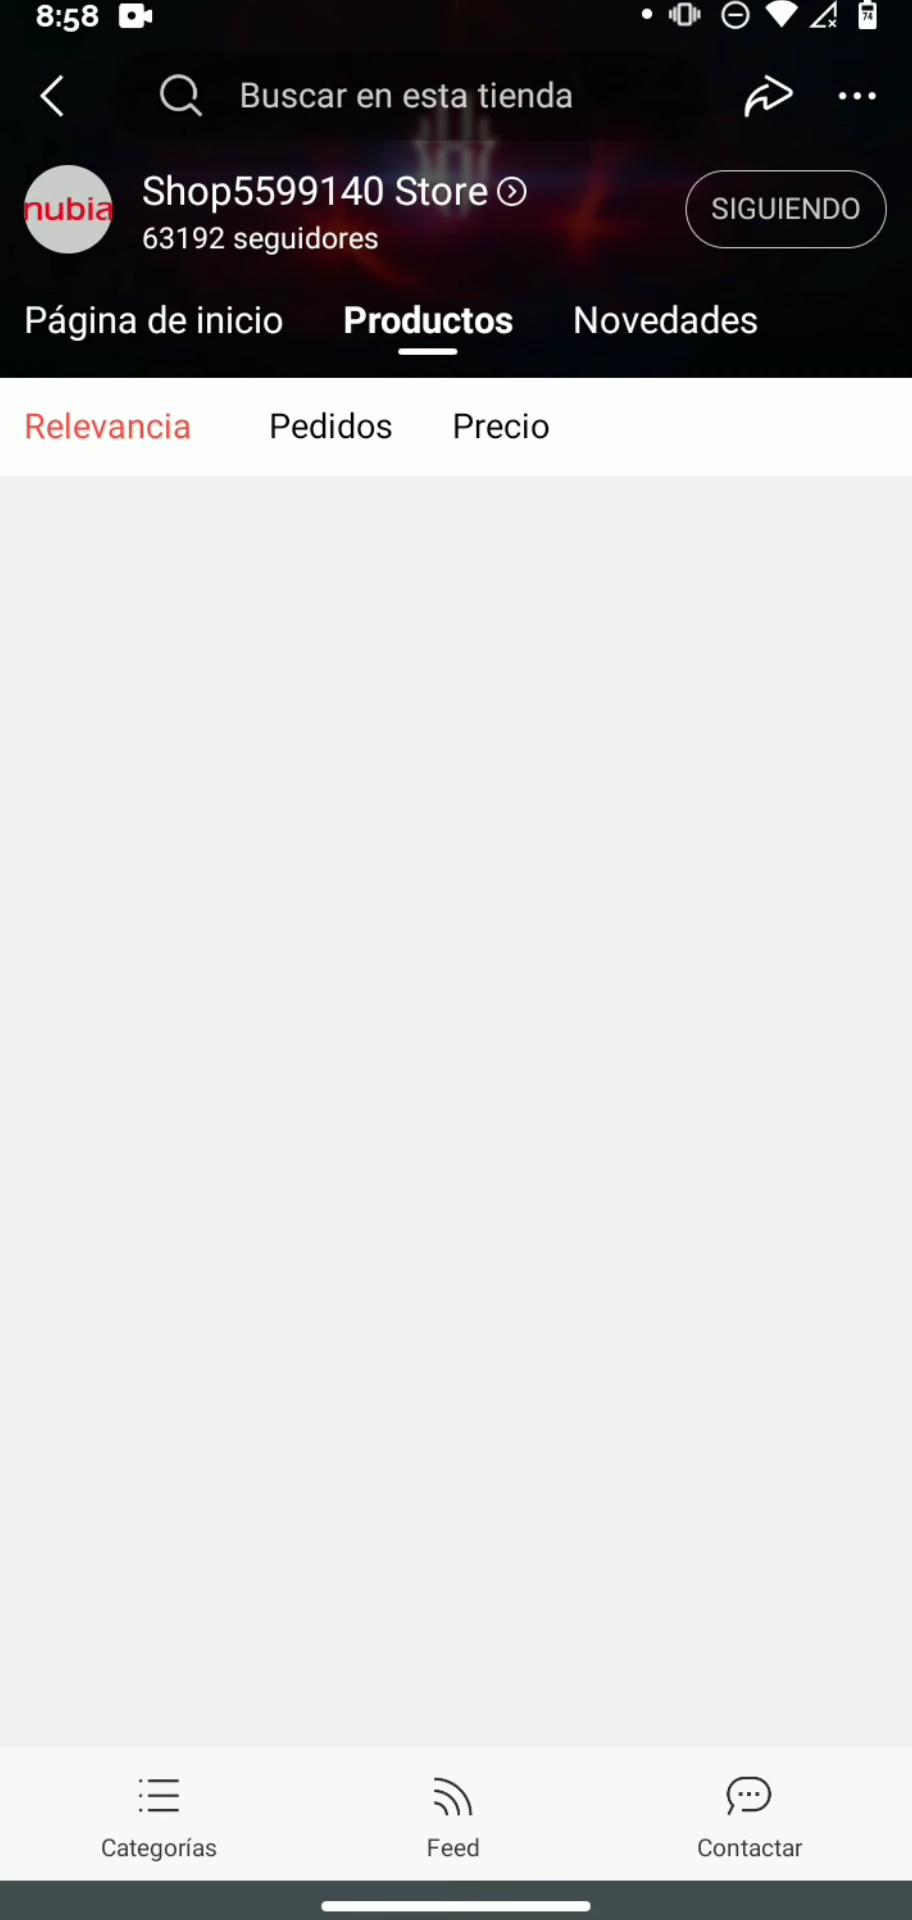 8:58
74
Buscar en esta tienda
nubia
Shop5599140 Store
63192 seguidores
SIGUIENDO
Página de inicio
Productos
Novedades
Relevancia
Pedidos
Precio
Categorías
Feed
Contactar